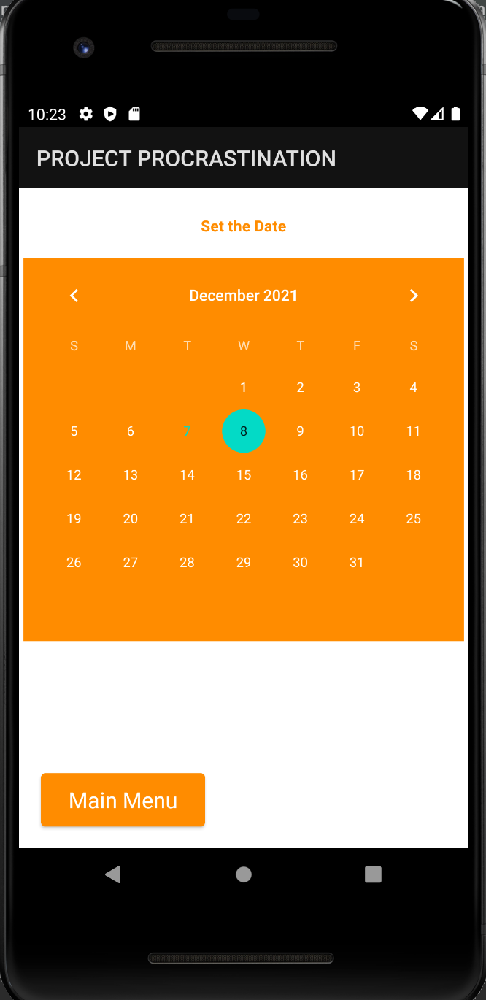 10:23
PROJECT PROCRASTINATION
Set the Date
December 2021
S M T W T F S
1 2 3 4
5 6 7 8 9 10 11
12 13 14 15 16 17 18
19 20 21 22 23 24 25
26 27 28 29 30 31
Main Menu